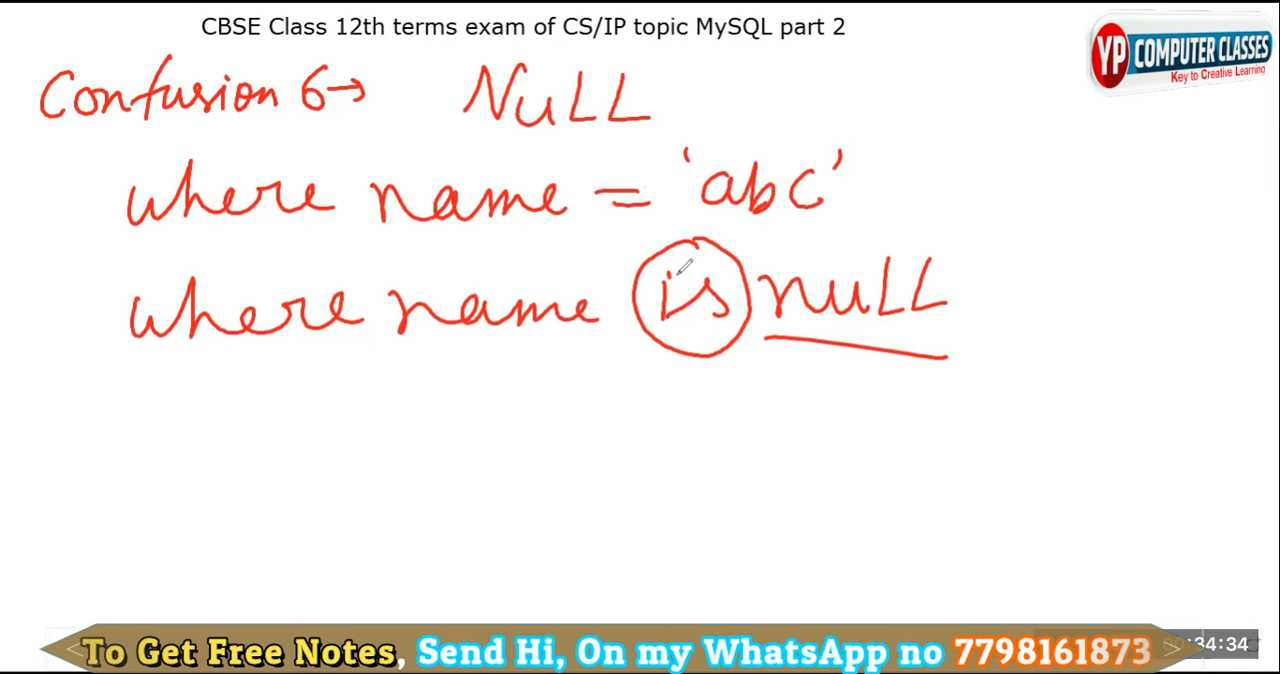 CBSE Class 12th terms exam of CS/IP topic MySQL part 2
YP COMPUTER CLASSES
Key to Creative Learning
Confusion 6→ NuLL
where name = 'abc'
where name is nuLL
To Get Free Notes, Send Hi, On my WhatsApp no 7798161873
:34:34